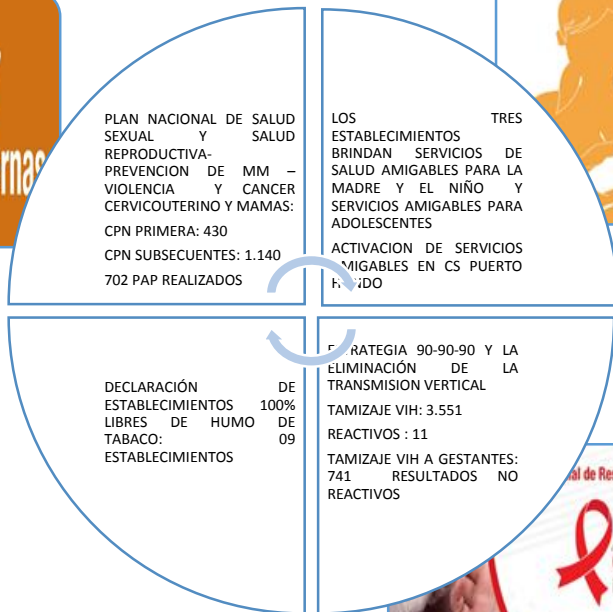 PLAN NACIONAL DE SALUD
SEXUAL Y SALUD
REPRODUCTIVA-
PREVENCION DE MM –
VIOLENCIA Y CANCER
CERVICOUTERINO Y MAMAS:
CPN PRIMERA: 430
CPN SUBSECUENTES: 1.140
702 PAP REALIZADOS
LOS TRES
ESTABLECIMIENTOS
BRINDAN SERVICIOS DE
SALUD AMIGABLES PARA LA
MADRE Y EL NIÑO Y
SERVICIOS AMIGABLES PARA
ADOLESCENTES
ACTIVACION DE SERVICIOS
EN CS PUERTO
DECLARACIÓN DE
ESTABLECIMIENTOS 100%
LIBRES DE HUMO DE
TABACO: 09
ESTABLECIMIENTOS
90-90-90 Y LA
ELIMINACIÓN DE LA
TRANSMISION VERTICAL
TAMIZAJE VIH: 3.551
REACTIVOS : 11
TAMIZAJE VIH A GESTANTES:
741 RESULTADOS NO
REACTIVOS
de